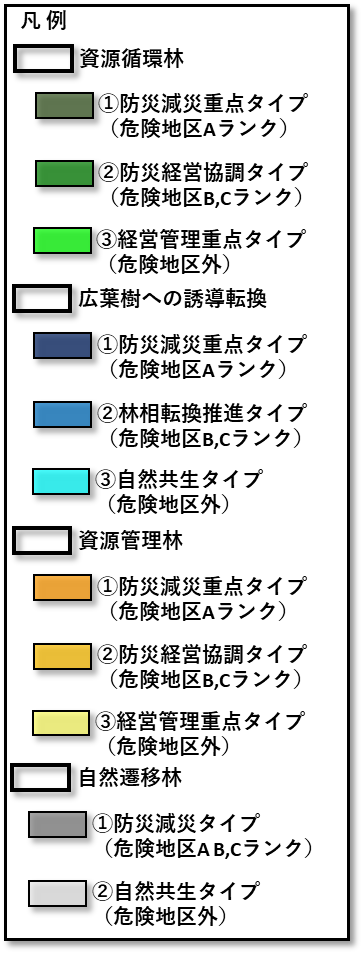 凡 例
資源循環林
①防災減災重点タイプ
（危険地区Aランク）
②防災経営協調タイプ
（危険地区B,Cランク）
③経営管理重点タイプ
（危険地区外）
広葉樹への誘導転換
①防災減災重点タイプ
（危険地区Aランク）
②林相転換推進タイプ
（危険地区B,Cランク）
③自然共生タイプ
（危険地区外）
資源管理林
①防災減災重点タイプ
（危険地区Aランク）
②防災経営協調タイプ
（危険地区B,Cランク）
③経営管理重点タイプ
（危険地区外）
自然遷移林
①防災減災タイプ
（危険地区A B,Cランク）
②自然共生タイプ
（危険地区外）